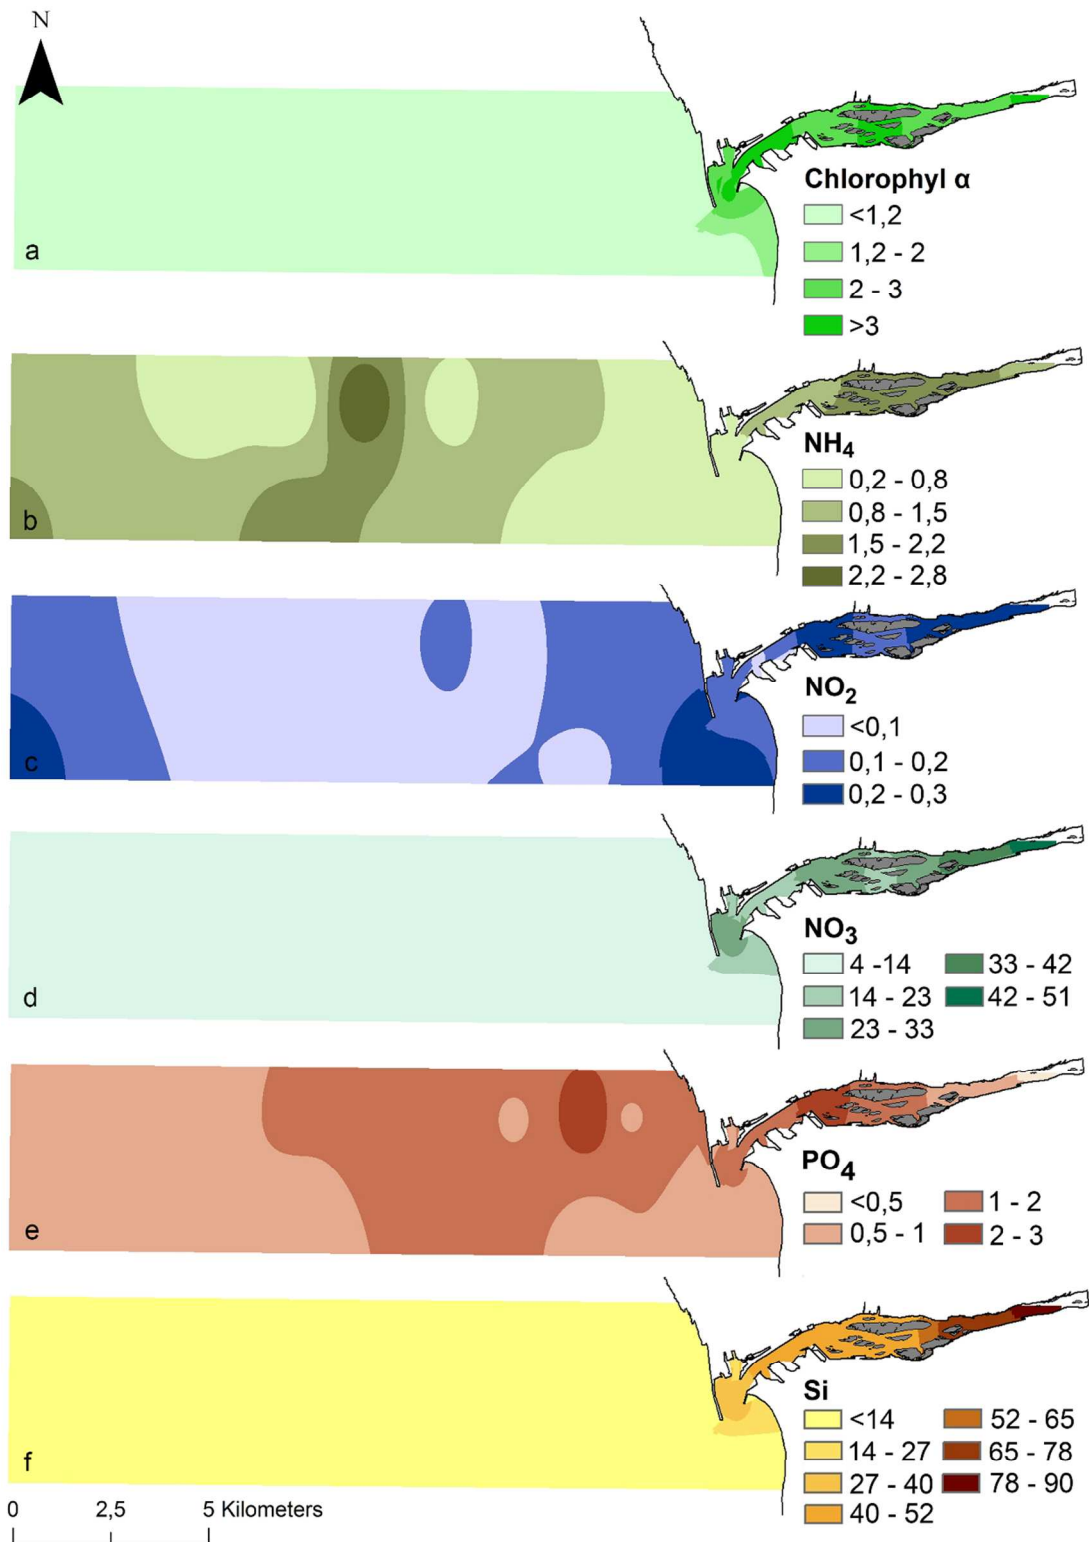 N
Chlorophyl α
<1,2
1,2 - 2
2 - 3
>3
a
NH4
0,2 - 0,8
0,8 - 1,5
1,5 - 2,2
2,2 - 2,8
b
NO2
<0,1
0,1 - 0,2
0,2 - 0,3
c
NO3
4 -14 33 - 42
14 - 23 42 - 51
23 - 33
d
PO4
<0,5 1 - 2
0,5 - 1 2 - 3
e
Si
<14 52 - 65
14 - 27 65 - 78
27 - 40 78 - 90
40 - 52
f
0 2,5 5 Kilometers